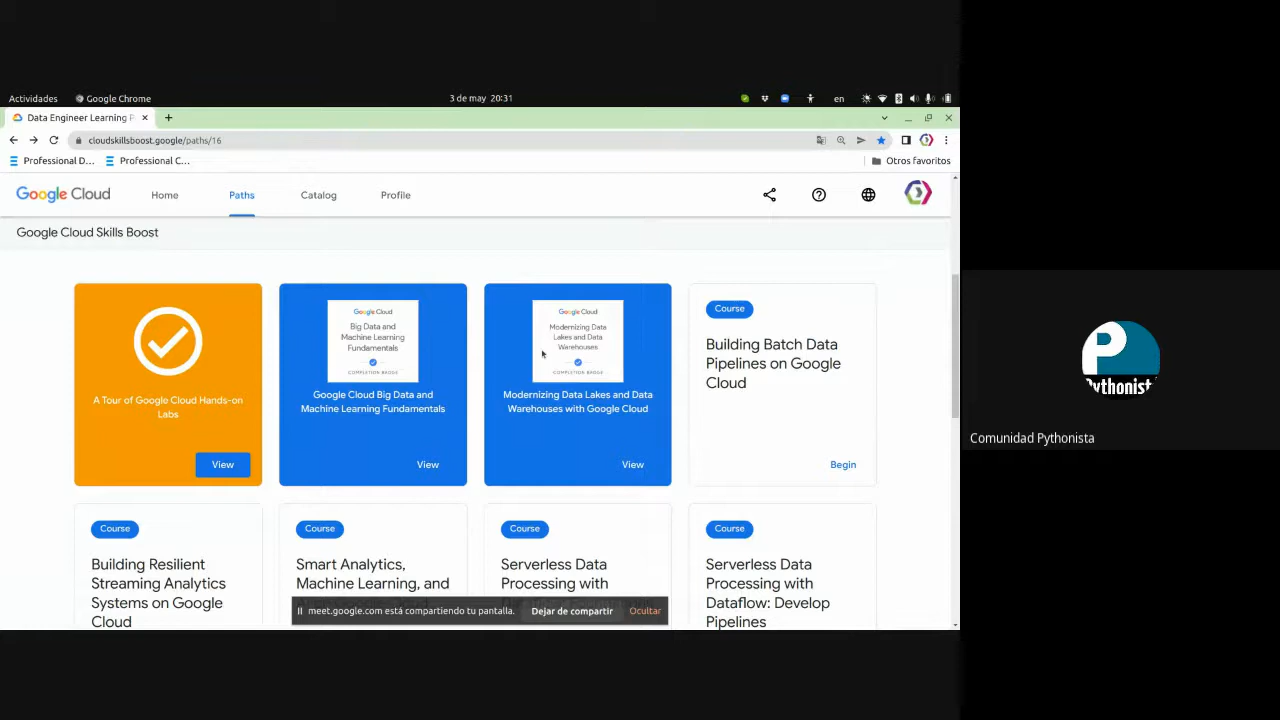 Actividades
Google Chrome
3 de may 20:31
en
Data Engineer Learning P
cloudskillsboost.google/paths/16
Professional D...
Professional C...
Otros favoritos
Google Cloud
Home
Paths
Catalog
Profile
Google Cloud Skills Boost
A Tour of Google Cloud Hands-on
Labs
View
Google Cloud
Big Data and
Machine Learning
Fundamentals
COMPLETION BADGE
Google Cloud Big Data and
Machine Learning Fundamentals
View
Google Cloud
Modernizing Data
Lakes and Data
Warehouses
COMPLETION BADGE
Modernizing Data Lakes and Data
Warehouses with Google Cloud
View
Course
Building Batch Data
Pipelines on Google
Cloud
Begin
Course
Building Resilient
Streaming Analytics
Systems on Google
Cloud
Course
Smart Analytics,
Machine Learning, and
Course
Serverless Data
Processing with
Course
Serverless Data
Processing with
Dataflow: Develop
Pipelines
meet.google.com está compartiendo tu pantalla.
Dejar de compartir
Ocultar
Pythonist
Comunidad Pythonista